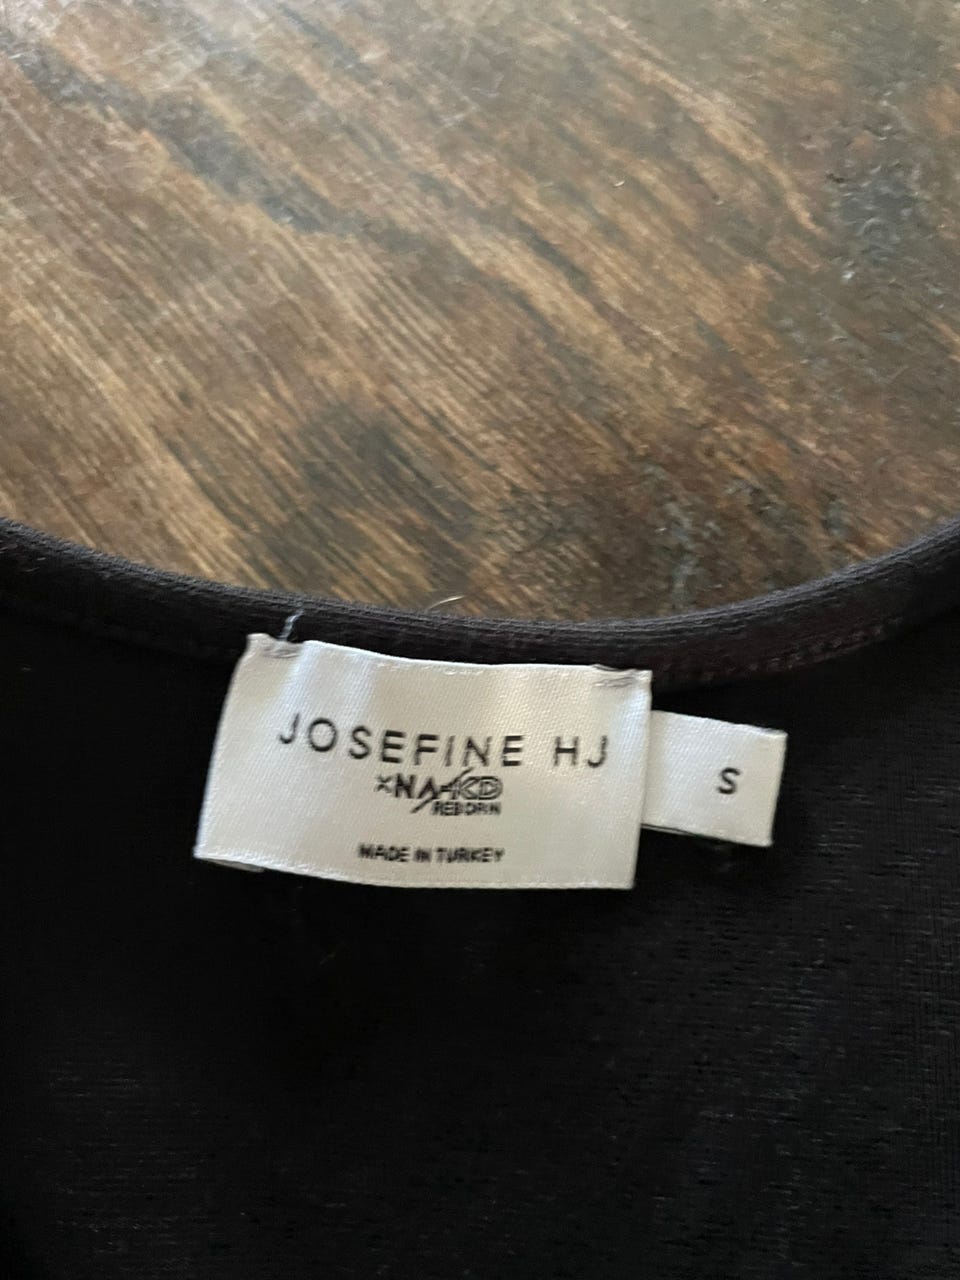 JOSEFINE HJ
×NA-KD
REBORN
MADE IN TURKEY
S